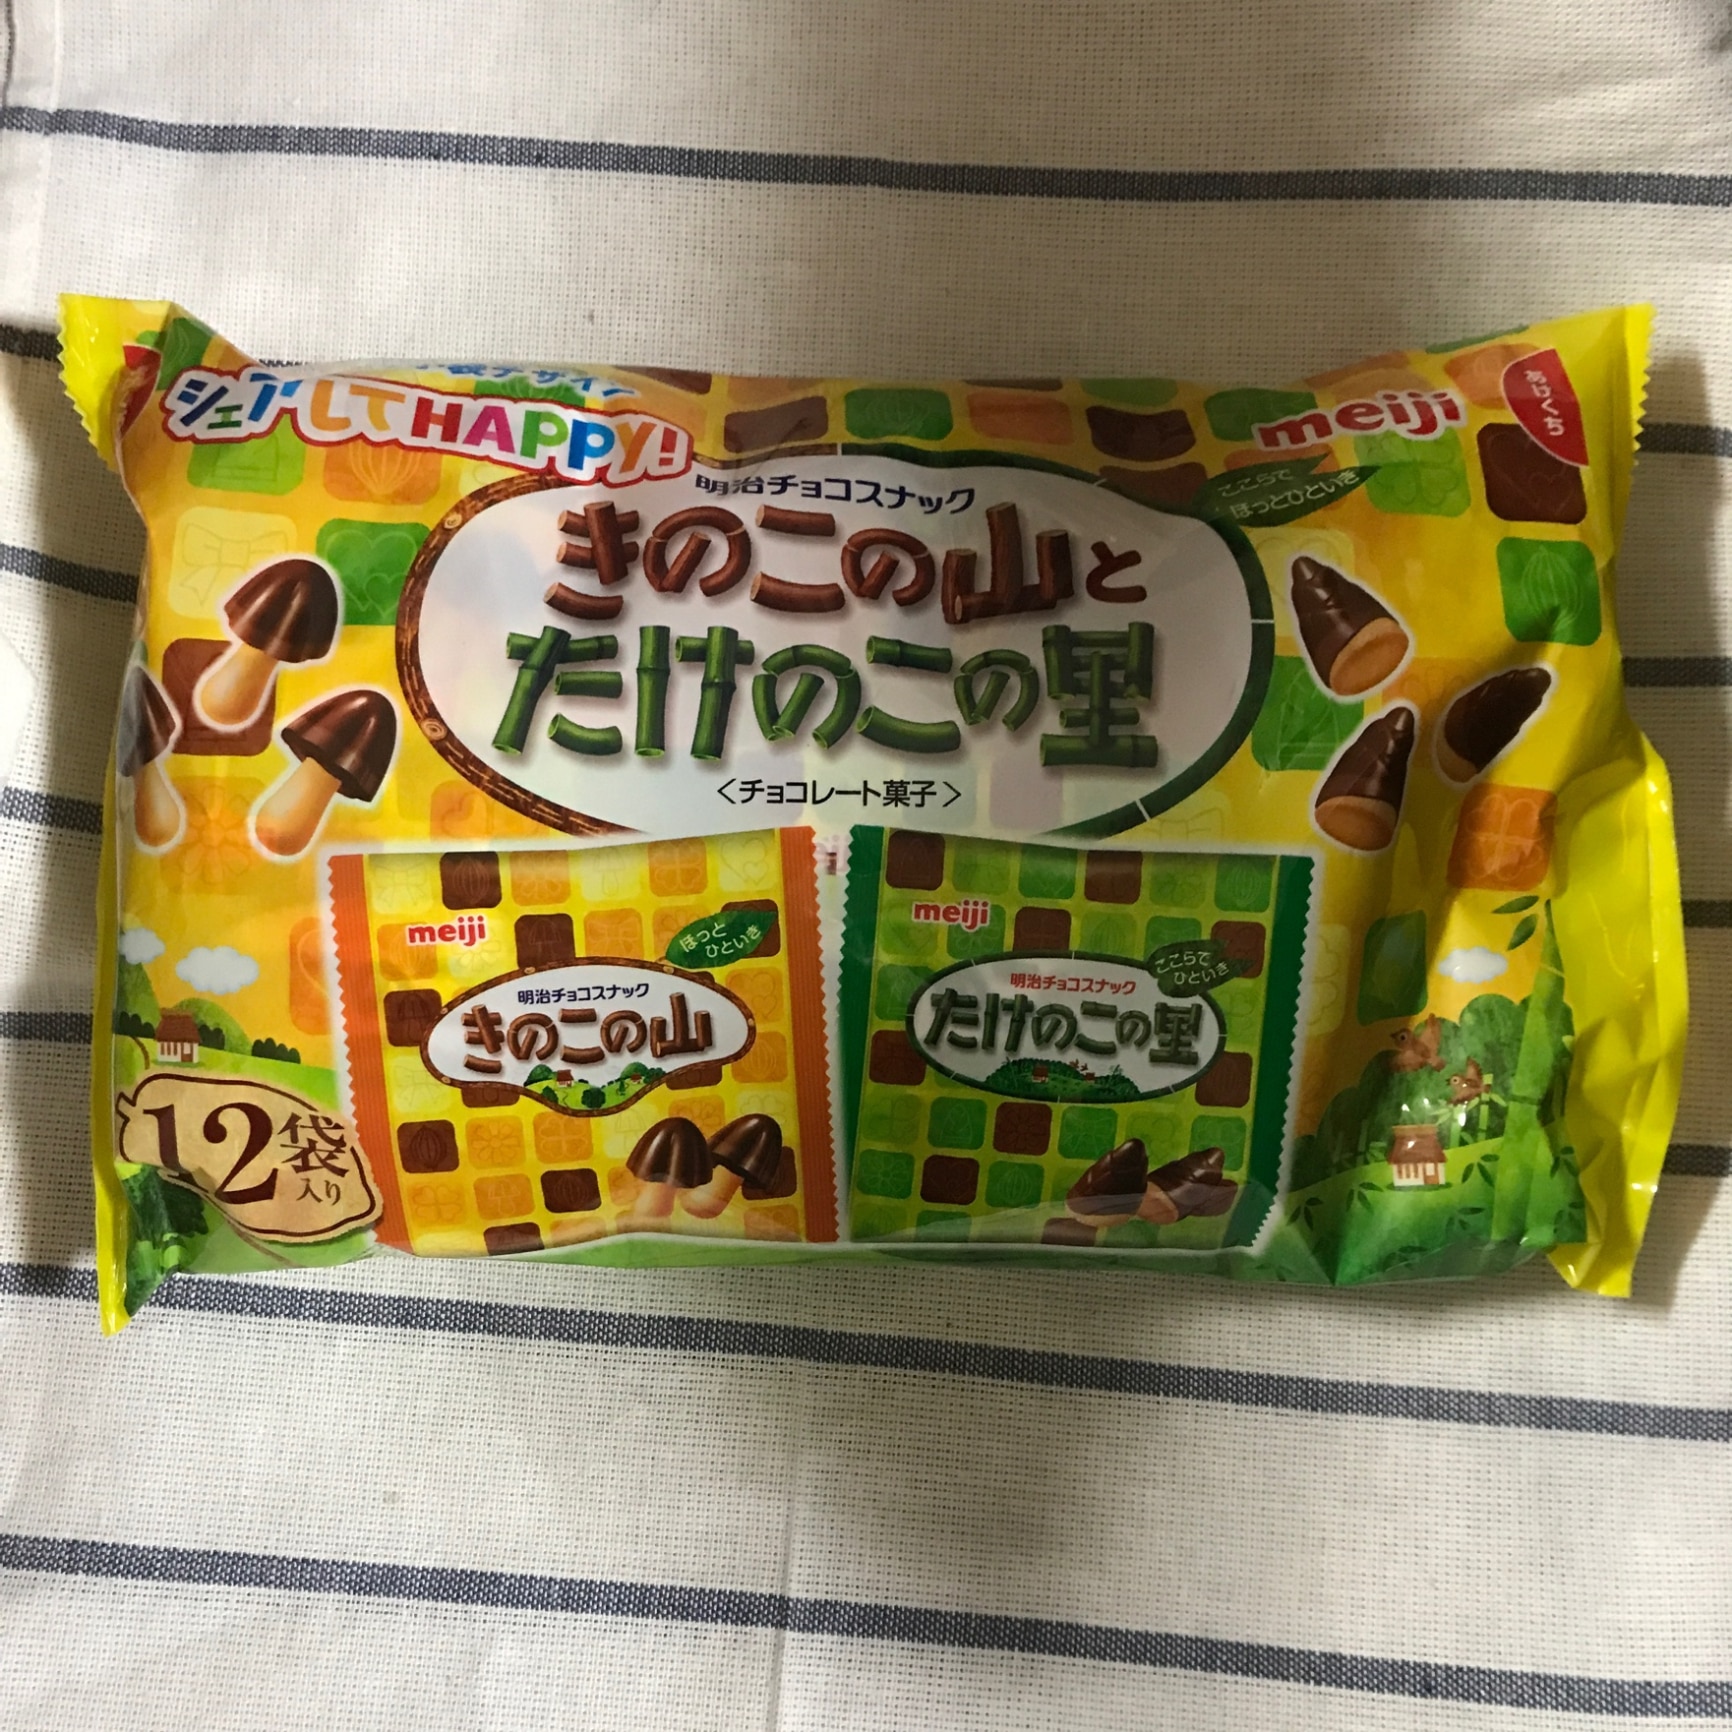 シェアしてHAPPY!
meiji
あけくち
明治チョコスナック
ここらで
ほっとひといき
きのこの山と
たけのこの里
〈チョコレート菓子〉
meiji
ほっと
ひといき
明治チョコスナック
きのこの山
meiji
ここらで
ひといき
明治チョコスナック
たけのこの里
12袋
入り